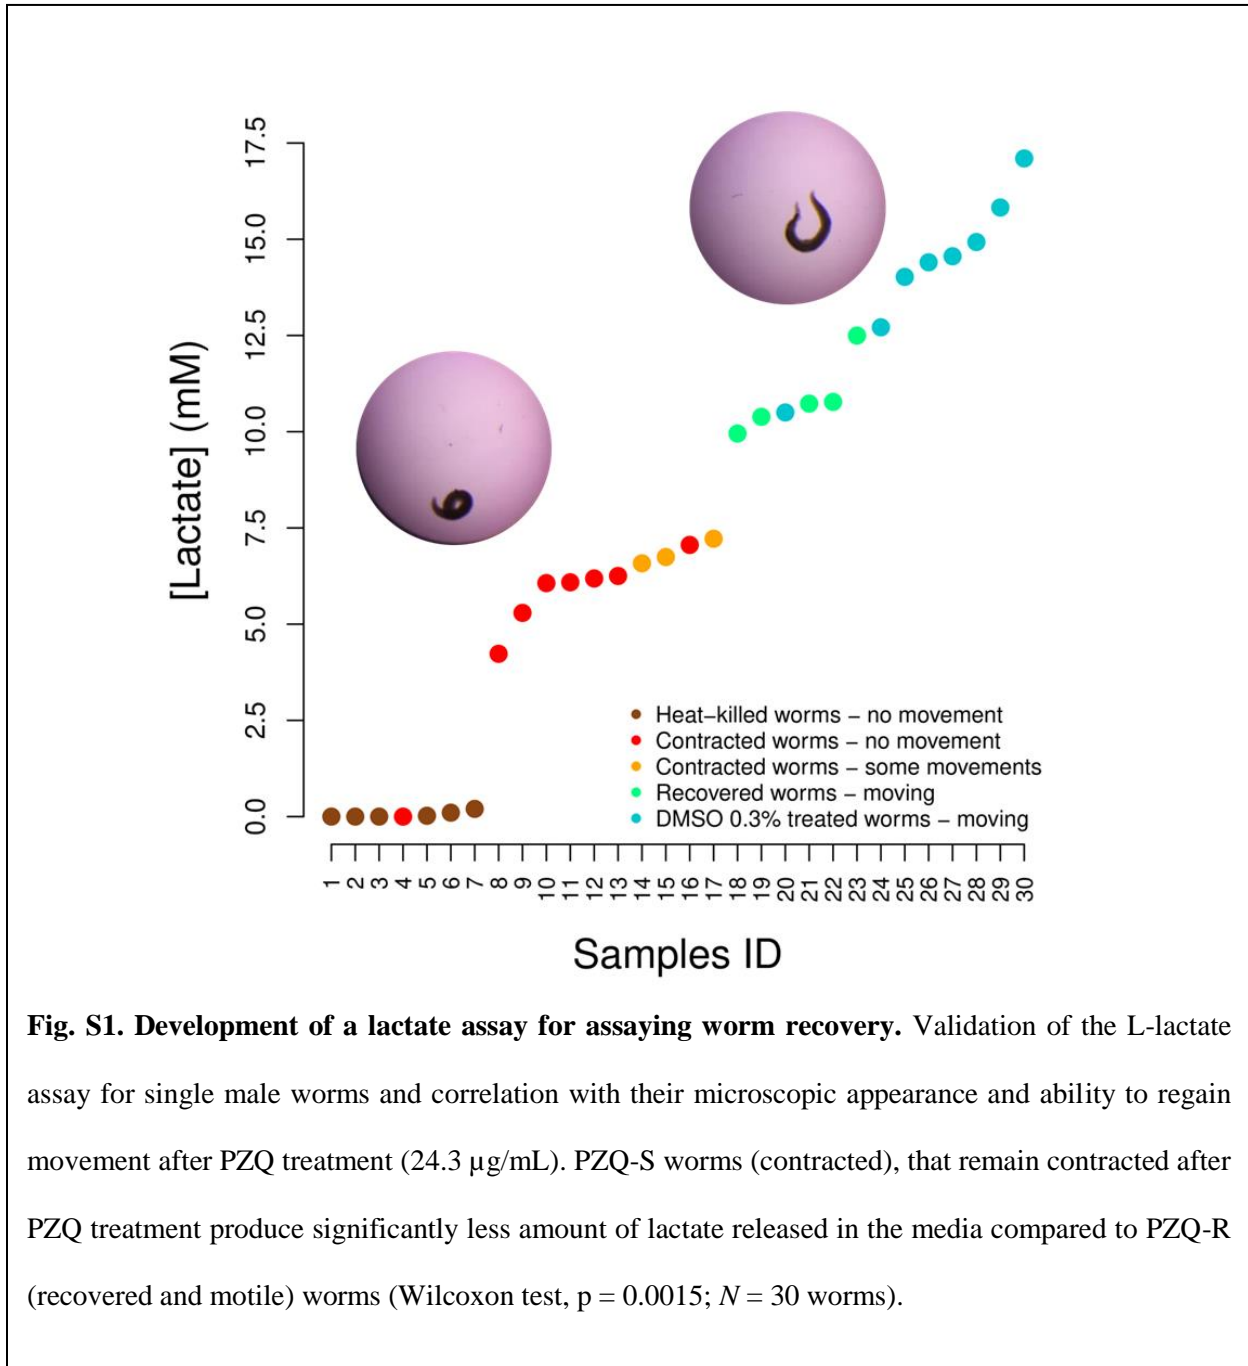 17.5
15.0
12.5
10.0
7.5
5.0
2.5
0.0
[Lactate] (mM)
Heat−killed worms − no movement
Contracted worms − no movement
Contracted worms − some movements
Recovered worms − moving
DMSO 0.3% treated worms − moving
1 2 3 4 5 6 7 8 9 10 11 12 13 14 15 16 17 18 19 20 21 22 23 24 25 26 27 28 29 30
Samples ID
Fig. S1. Development of a lactate assay for assaying worm recovery. Validation of the L-lactate
assay for single male worms and correlation with their microscopic appearance and ability to regain
movement after PZQ treatment (24.3 µg/mL). PZQ-S worms (contracted), that remain contracted after
PZQ treatment produce significantly less amount of lactate released in the media compared to PZQ-R
(recovered and motile) worms (Wilcoxon test, p = 0.0015; N = 30 worms).